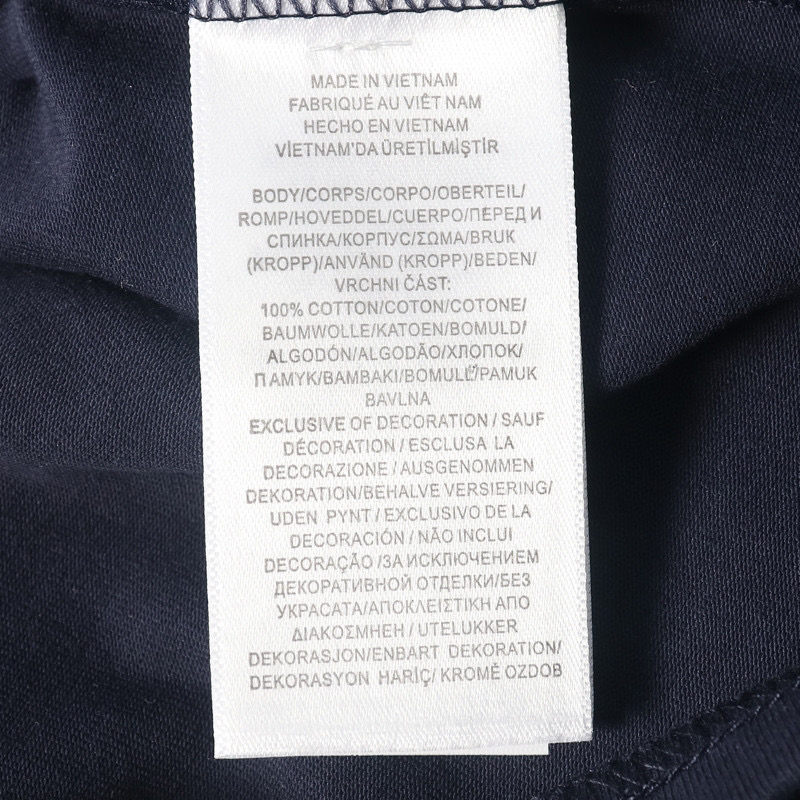 MADE IN VIETNAM
FABRIQUÉ AU VIÊT NAM
HECHO EN VIETNAM
VİETNAM'DA ÜRETİLMİŞTİR
BODY/CORPS/CORPO/OBERTEIL/
ROMP/HOVEDDEL/CUERPO/ПЕРЕД И
СПИНКА/КОРПУС/ΣΩΜΑ/BRUK
(KROPP)/ANVÄND (KROPP)/BEDEN/
VRCHNI ČÁST:
100% COTTON/COTON/COTONE/
BAUMWOLLE/KATOEN/BOMULD/
ALGODÓN/ALGODÃO/ХЛОПОК/
ПАМУК/BAMBAKI/BOMULL/PAMUK
BAVLNA
EXCLUSIVE OF DECORATION / SAUF
DÉCORATION / ESCLUSA LA
DECORAZIONE / AUSGENOMMEN
DEKORATION/BEHALVE VERSIERING/
UDEN PYNT / EXCLUSIVO DE LA
DECORACIÓN / NÃO INCLUI
DECORAÇÃO /ЗА ИСКЛЮЧЕНИЕМ
ДЕКОРАТИВНОЙ ОТДЕЛКИ/БЕЗ
УКРАСАТА/ΑΠΟΚΛΕΙΣΤΙΚΗ ΑΠΟ
ΔΙΑΚΟΣΜΗΕΗ / UTELUKKER
DEKORASJON/ENBART DEKORATION/
DEKORASYON HARİÇ/ KROMĚ OZDOB